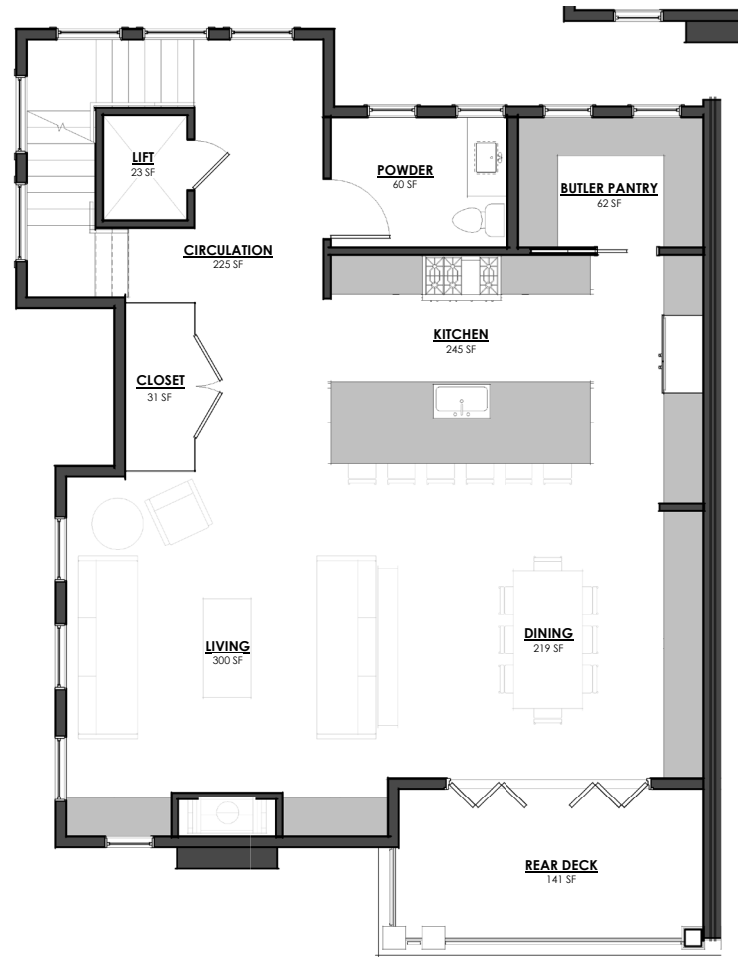 LIFT
23 SF
POWDER
60 SF
BUTLER PANTRY
62 SF
CIRCULATION
225 SF
KITCHEN
245 SF
CLOSET
31 SF
LIVING
300 SF
DINING
219 SF
REAR DECK
141 SF